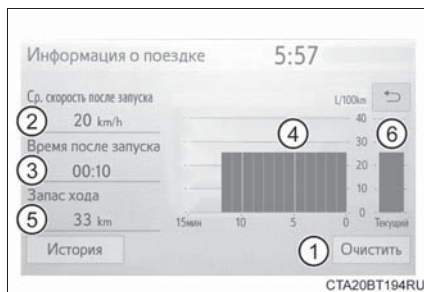 Информация о поездке 5:57
Ср. скорость после запуска
L/100km
2 20 km/h
40
4 30 6
Время после запуска
3 00:10
20
Запас хода
10
5 33 km
0
15мин 10 5 0 Текущий
История 1 Очистить
CTA20BT194RU